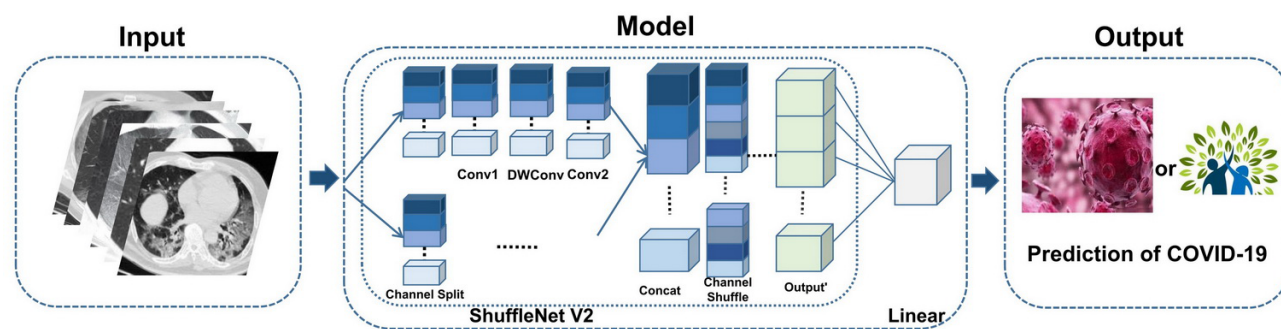 Input
Model
Output
Conv1 DWConv Conv2
or
Prediction of COVID-19
Channel Split
Concat
Channel
Shuffle
Output'
ShuffleNet V2
Linear